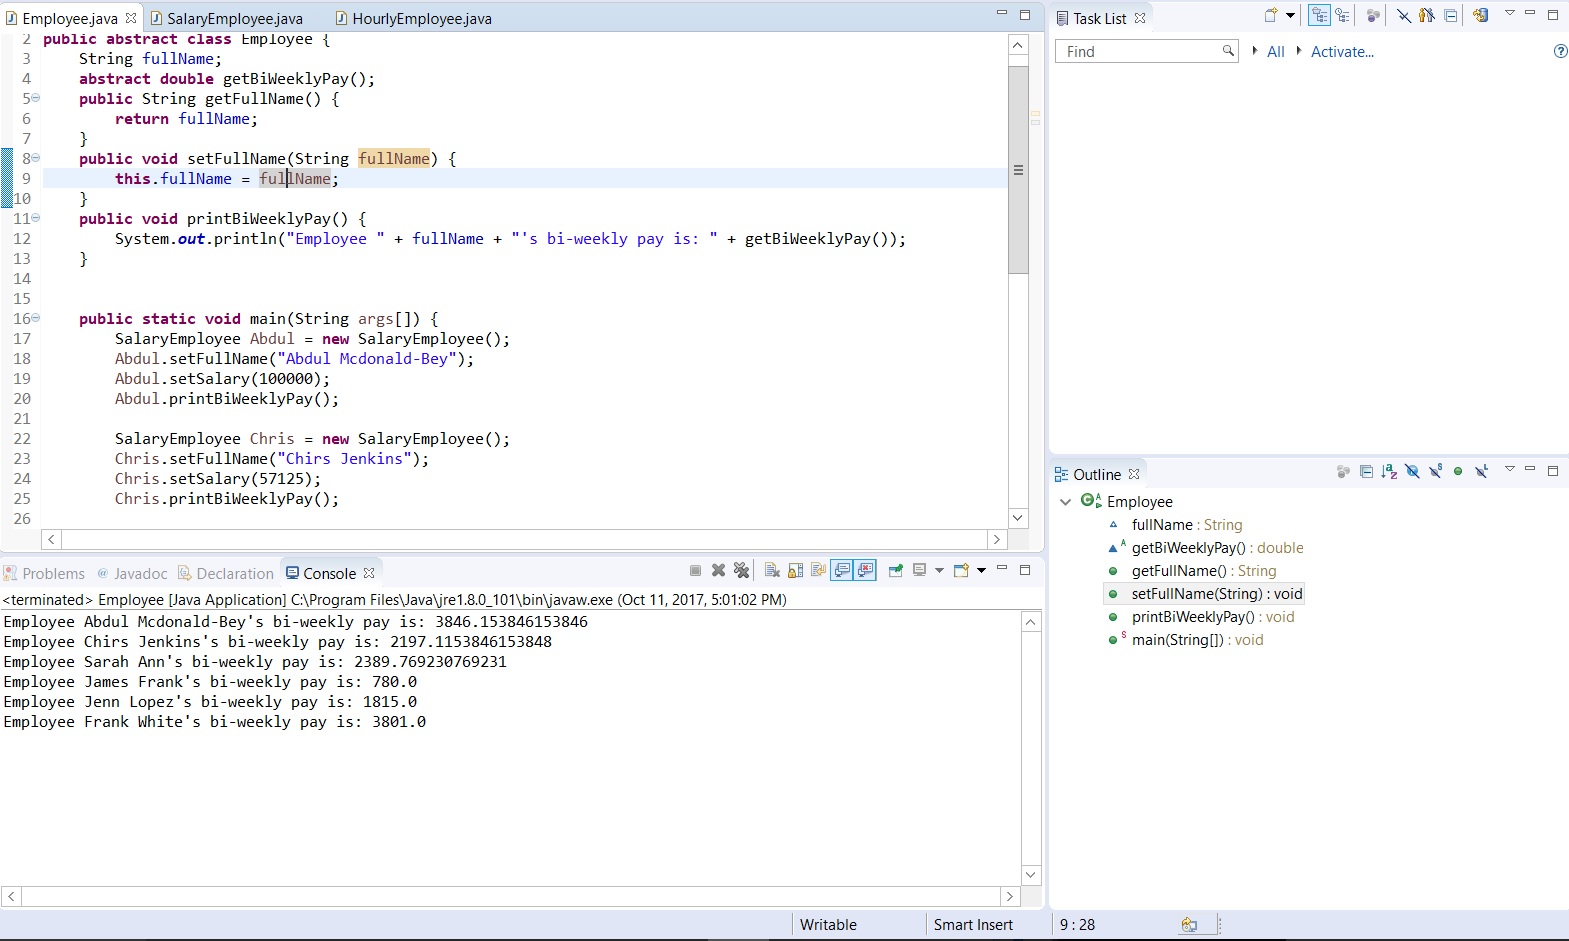 Employee.java
SalaryEmployee.java
HourlyEmployee.java
2 public abstract class Employee {
3 String fullName;
4 abstract double getBiWeeklyPay();
5 public String getFullName() {
6 return fullName;
7 }
8 public void setFullName(String fullName) {
9 this.fullName = fullName;
10 }
11 public void printBiWeeklyPay() {
12 System.out.println("Employee " + fullName + "'s bi-weekly pay is: " + getBiWeeklyPay());
13 }
14
15
16 public static void main(String args[]) {
17 SalaryEmployee Abdul = new SalaryEmployee();
18 Abdul.setFullName("Abdul Mcdonald-Bey");
19 Abdul.setSalary(100000);
20 Abdul.printBiWeeklyPay();
21
22 SalaryEmployee Chris = new SalaryEmployee();
23 Chris.setFullName("Chirs Jenkins");
24 Chris.setSalary(57125);
25 Chris.printBiWeeklyPay();
26
Task List
Find
All
Activate...
Outline
Employee
fullName : String
getBiWeeklyPay() : double
getFullName() : String
setFullName(String) : void
printBiWeeklyPay() : void
main(String[]) : void
Problems
@ Javadoc
Declaration
Console
<terminated> Employee [Java Application] C:\Program Files\Java\jre1.8.0_101\bin\javaw.exe (Oct 11, 2017, 5:01:02 PM)
Employee Abdul Mcdonald-Bey's bi-weekly pay is: 3846.153846153846
Employee Chirs Jenkins's bi-weekly pay is: 2197.1153846153848
Employee Sarah Ann's bi-weekly pay is: 2389.769230769231
Employee James Frank's bi-weekly pay is: 780.0
Employee Jenn Lopez's bi-weekly pay is: 1815.0
Employee Frank White's bi-weekly pay is: 3801.0
Writable
Smart Insert
9 : 28